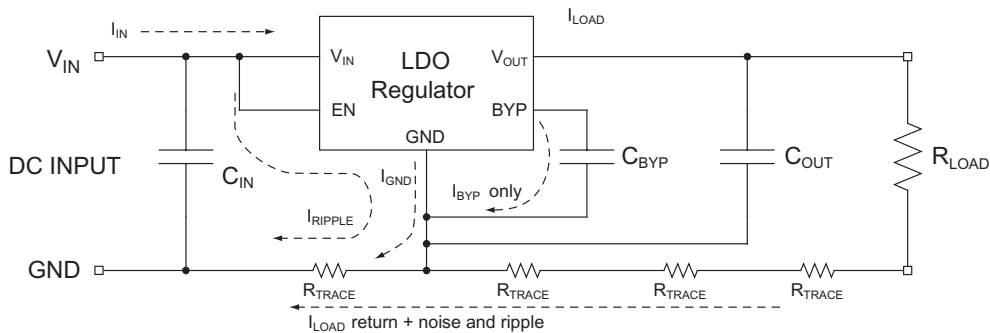 I_IN
I_LOAD
V_IN
V_IN
LDO
Regulator
V_OUT
EN
BYP
GND
DC INPUT
C_IN
I_GND
I_BYP only
C_BYP
C_OUT
R_LOAD
I_RIPPLE
GND
R_TRACE
R_TRACE
R_TRACE
R_TRACE
I_LOAD return + noise and ripple